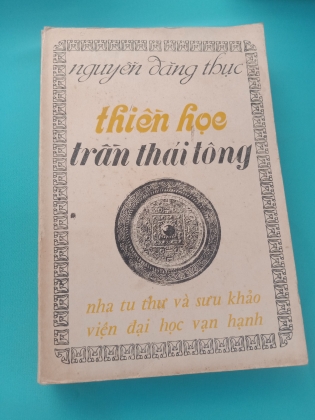 nguyễn đăng thục
thiền học
trần thái tông
nha tu thư và sưu khảo
viện đại học vạn hạnh